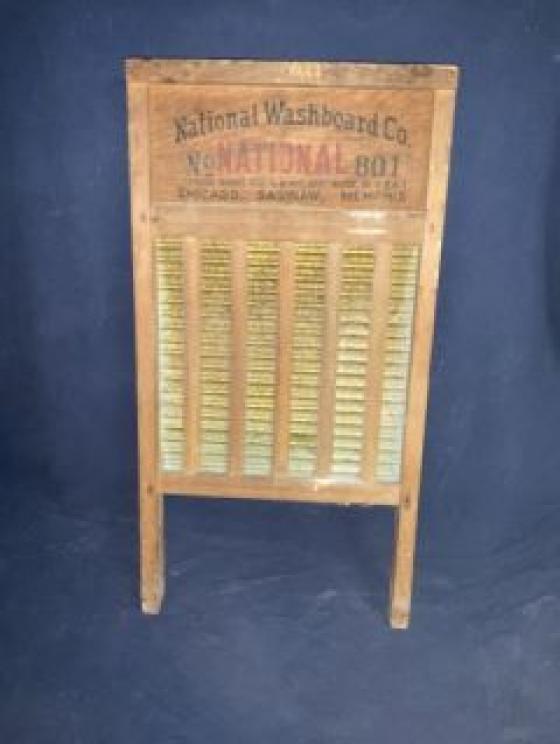 National Washboard Co.
No NATIONAL 801
CHICAGO, SAGINAW, MEMPHIS